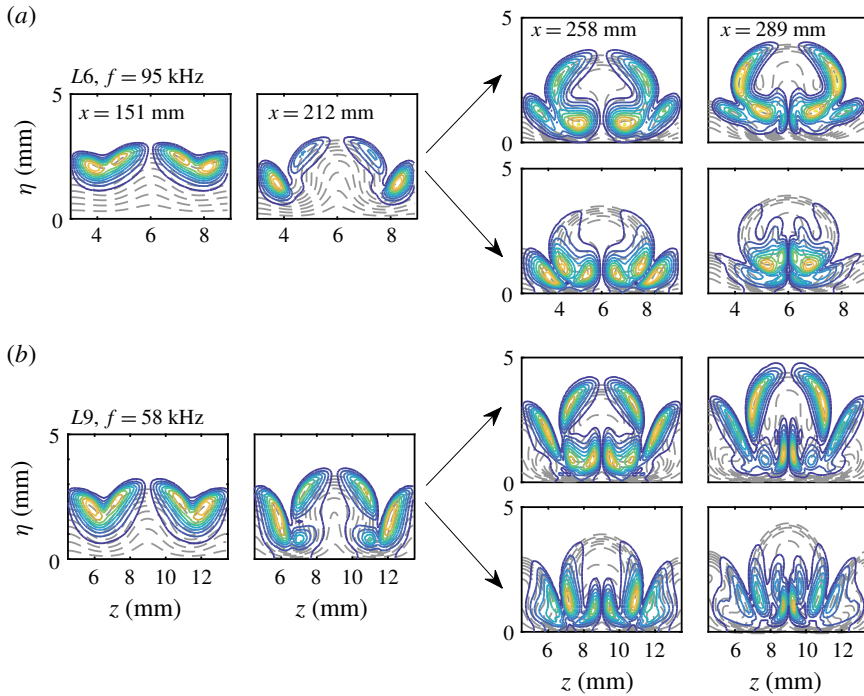 (a)
5
x = 258 mm
x = 289 mm
L6, f = 95 kHz
5
x = 151 mm
x = 212 mm
η (mm)
0
0
4 6 8
4 6 8
5
0
4 6 8
4 6 8
(b)
5
L9, f = 58 kHz
5
η (mm)
0
0
6 8 10 12
6 8 10 12
z (mm)
z (mm)
5
0
6 8 10 12
6 8 10 12
z (mm)
z (mm)